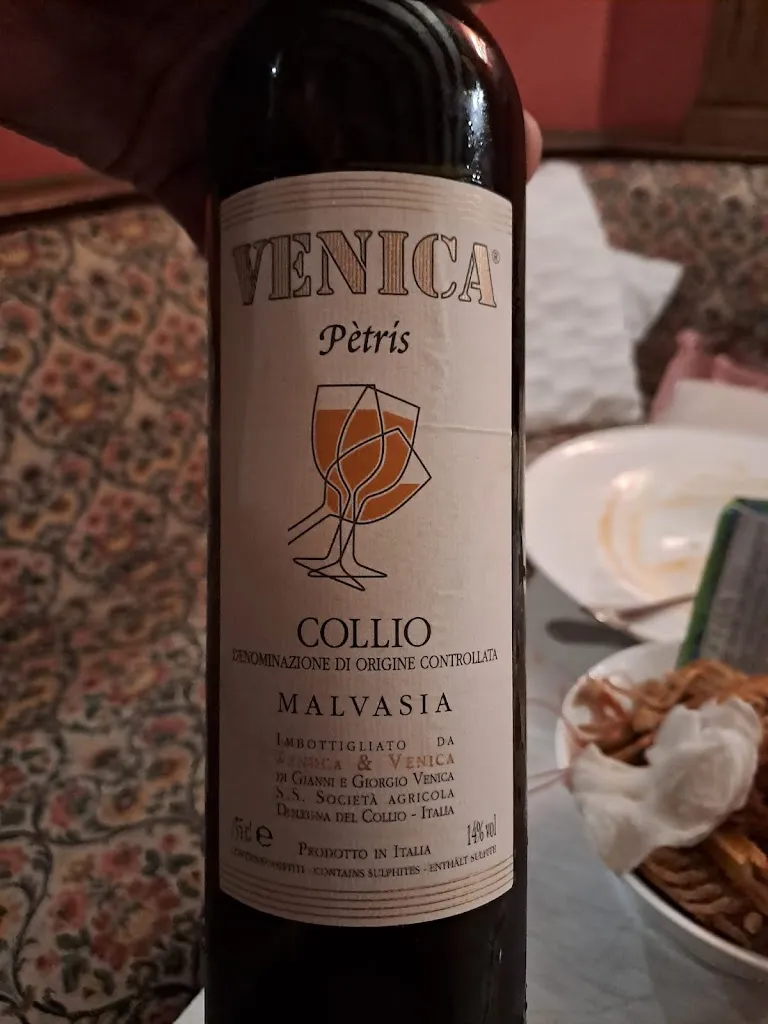 VENICA®
Pètris
COLLIO
DENOMINAZIONE DI ORIGINE CONTROLLATA
MALVASIA
IMBOTTIGLIATO DA
VENICA & VENICA
DI GIANNI E GIORGIO VENICA
S.S. SOCIETÀ AGRICOLA
DOLEGNA DEL COLLIO - ITALIA
75cl e 14% vol
PRODOTTO IN ITALIA
CONTAINS SULPHITES - ENTHÄLT SULFITE